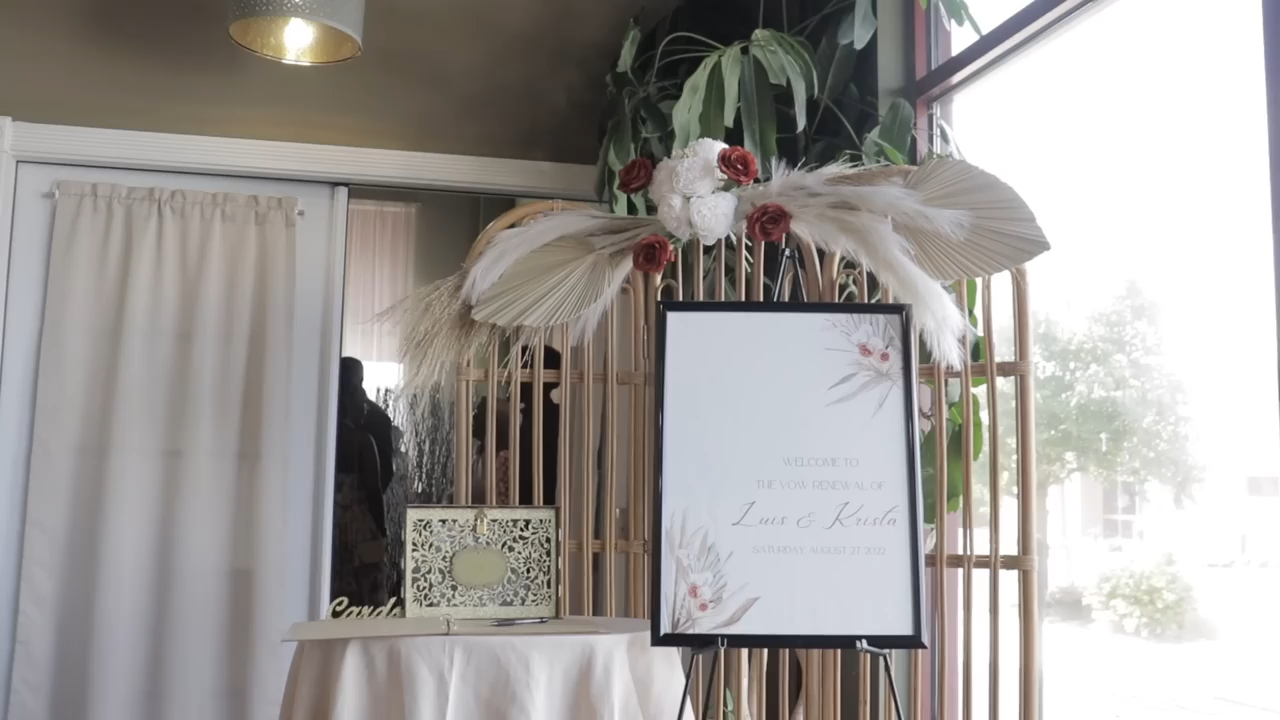 WELCOME TO
THE VOW RENEWAL OF
Luis & Krista
SATURDAY, AUGUST 27, 2022
Cards